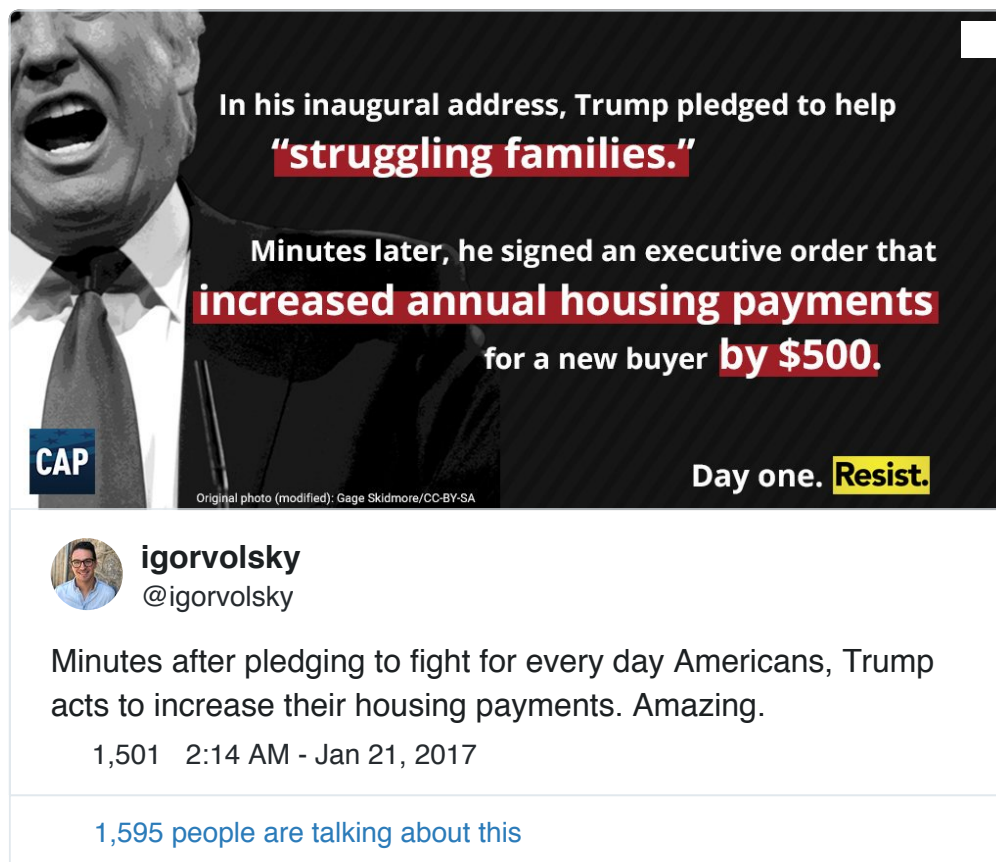 In his inaugural address, Trump pledged to help
“struggling families.”
Minutes later, he signed an executive order that
increased annual housing payments
for a new buyer by $500.
CAP
Original photo (modified): Gage Skidmore/CC-BY-SA
Day one. Resist.
igorvolsky
@igorvolsky
Minutes after pledging to fight for every day Americans, Trump
acts to increase their housing payments. Amazing.
1,501 2:14 AM - Jan 21, 2017
1,595 people are talking about this